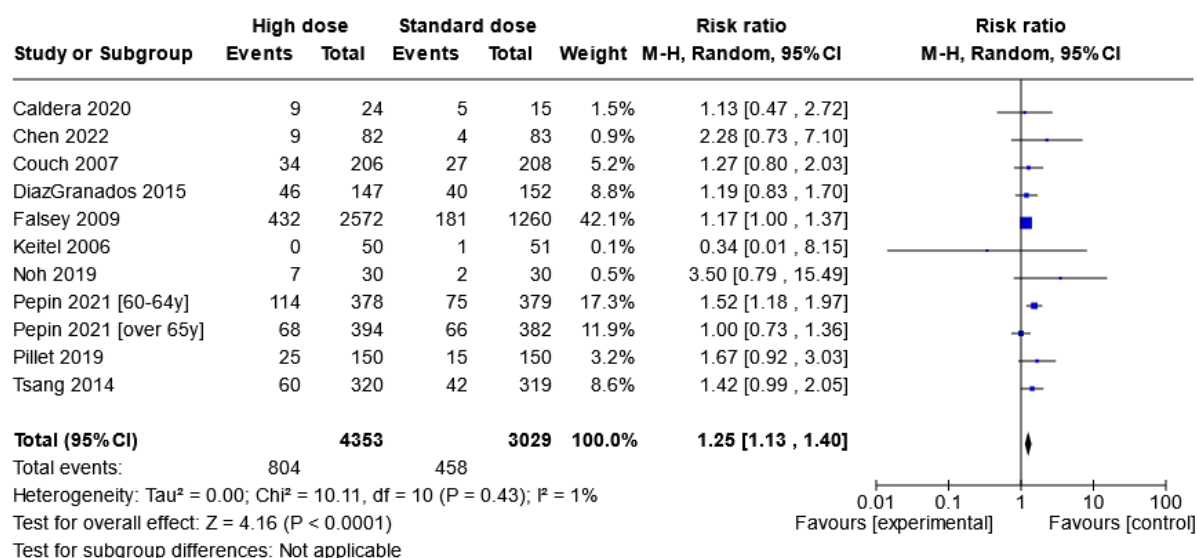 High dose Standard dose Risk ratio Risk ratio
Study or Subgroup Events Total Events Total Weight M-H, Random, 95% CI M-H, Random, 95% CI
Caldera 2020 9 24 5 15 1.5% 1.13 [0.47 , 2.72]
Chen 2022 9 82 4 83 0.9% 2.28 [0.73 , 7.10]
Couch 2007 34 206 27 208 5.2% 1.27 [0.80 , 2.03]
DiazGranados 2015 46 147 40 152 8.8% 1.19 [0.83 , 1.70]
Falsey 2009 432 2572 181 1260 42.1% 1.17 [1.00 , 1.37]
Keitel 2006 0 50 1 51 0.1% 0.34 [0.01 , 8.15]
Noh 2019 7 30 2 30 0.5% 3.50 [0.79 , 15.49]
Pepin 2021 [60-64y] 114 378 75 379 17.3% 1.52 [1.18 , 1.97]
Pepin 2021 [over 65y] 68 394 66 382 11.9% 1.00 [0.73 , 1.36]
Pillet 2019 25 150 15 150 3.2% 1.67 [0.92 , 3.03]
Tsang 2014 60 320 42 319 8.6% 1.42 [0.99 , 2.05]
Total (95% CI) 4353 3029 100.0% 1.25 [1.13 , 1.40]
Total events: 804 458
Heterogeneity: Tau² = 0.00; Chi² = 10.11, df = 10 (P = 0.43); I² = 1%
0.01 0.1 1 10 100
Test for overall effect: Z = 4.16 (P < 0.0001) Favours [experimental] Favours [control]
Test for subgroup differences: Not applicable